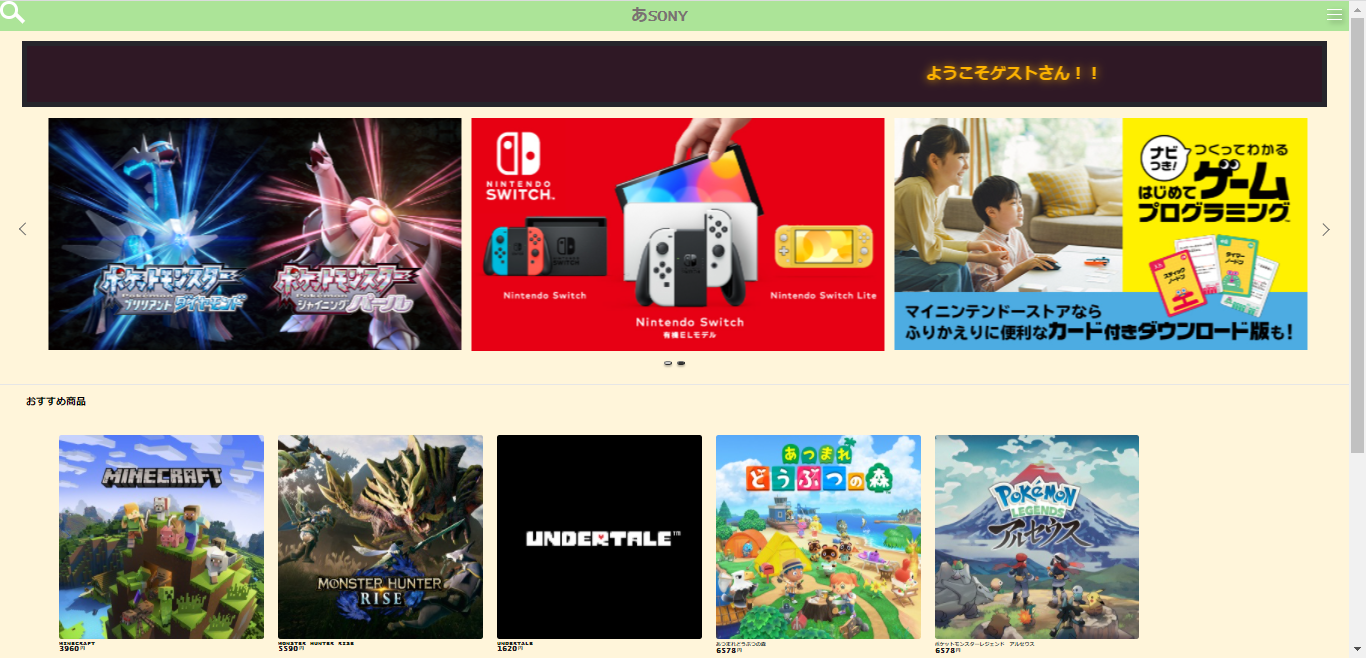 あSONY
ようこそゲストさん！！
ポケットモンスター
ブリリアントダイヤモンド
ポケットモンスター
シャイニングパール
NINTENDO
SWITCH™
Nintendo Switch
Nintendo Switch Lite
Nintendo Switch
有機ELモデル
ナビ
つき!
つくってわかる
はじめて
ゲーム
プログラミング
マイニンテンドーストアなら
ふりかえりに便利なカード付きダウンロード版も!
おすすめ商品
MINECRAFT
MONSTER HUNTER
RISE
UNDERTALE™
あつまれ
どうぶつの森
Pokémon
LEGENDS
アルセウス
MINECRAFT
3960円
MONSTER HUNTER RISE
5590円
UNDERTALE
1620円
あつまれどうぶつの森
6578円
ポケットモンスターレジェンド　アルセウス
6578円